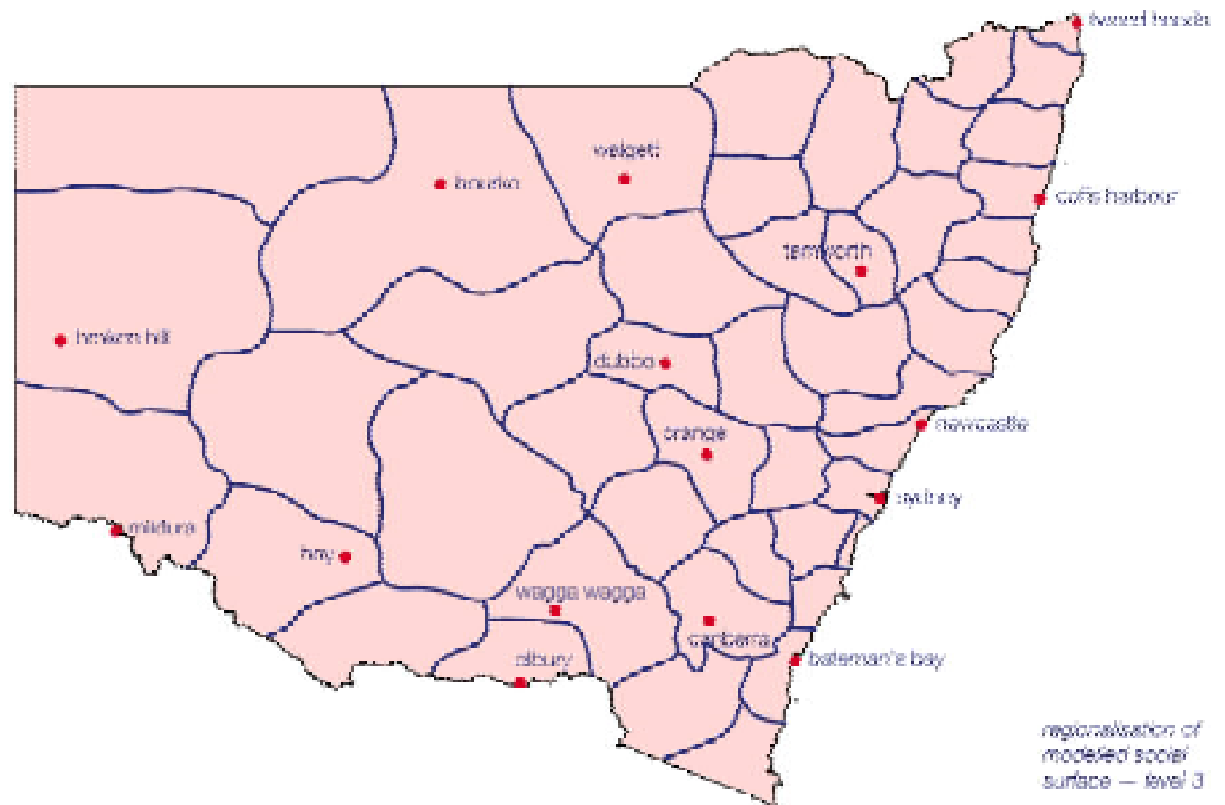 tweed heads
walgett
bourke
coffs harbour
tamworth
broken hill
dubbo
newcastle
orange
sydney
mildura
hay
wagga wagga
canberra
albury
bateman's bay
regionalisation of
modelled social
surface — level 3